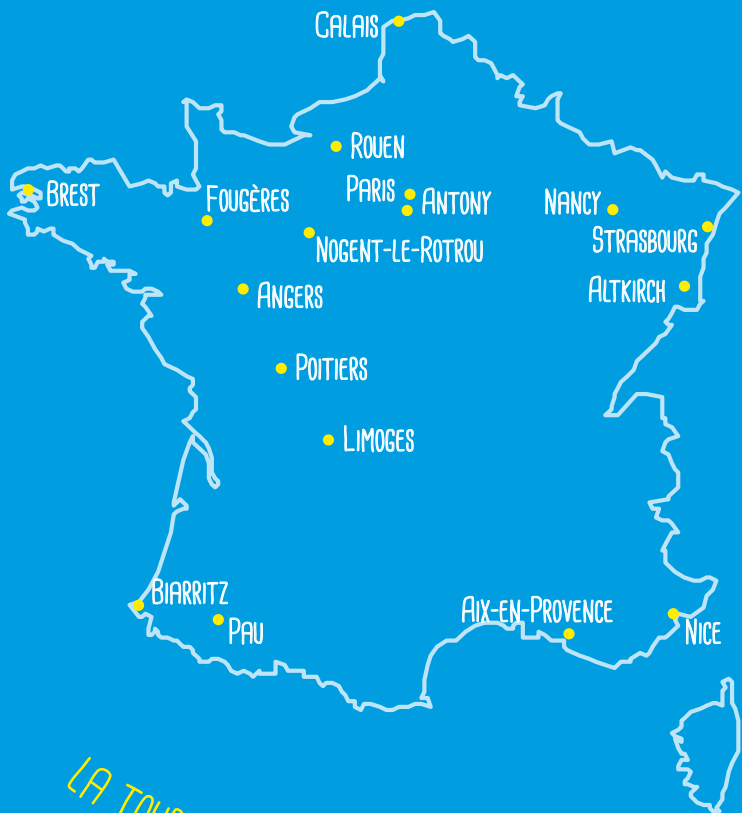 Calais
Rouen
Paris
Antony
Nancy
Brest
Fougères
Strasbourg
Nogent-le-Rotrou
Altkirch
Angers
Poitiers
Limoges
Biarritz
Aix-en-Provence
Pau
Nice
LA